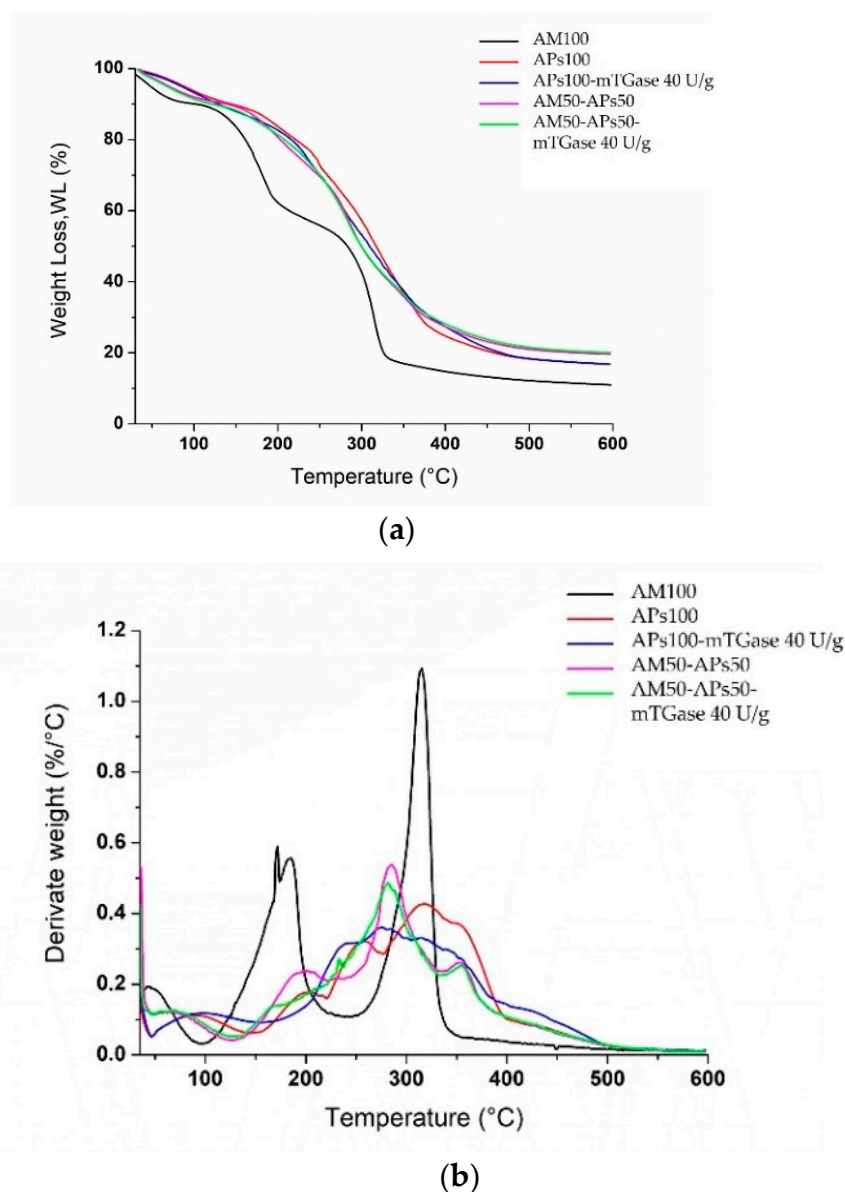 AM100
APs100
APs100-mTGase 40 U/g
AM50-APs50
AM50-APs50-
mTGase 40 U/g
100
80
60
40
20
0
Weight Loss,WL (%)
100 200 300 400 500 600
Temperature (°C)
(a)
ΛM100
APs100
APs100-mTGase 40 U/g
AM50-APs50
ΛM50-ΛPs50-
mTGase 40 U/g
1.2
1.0
0.8
0.6
0.4
0.2
0.0
Derivate weight (%/°C)
100 200 300 400 500 600
Temperature (°C)
(b)